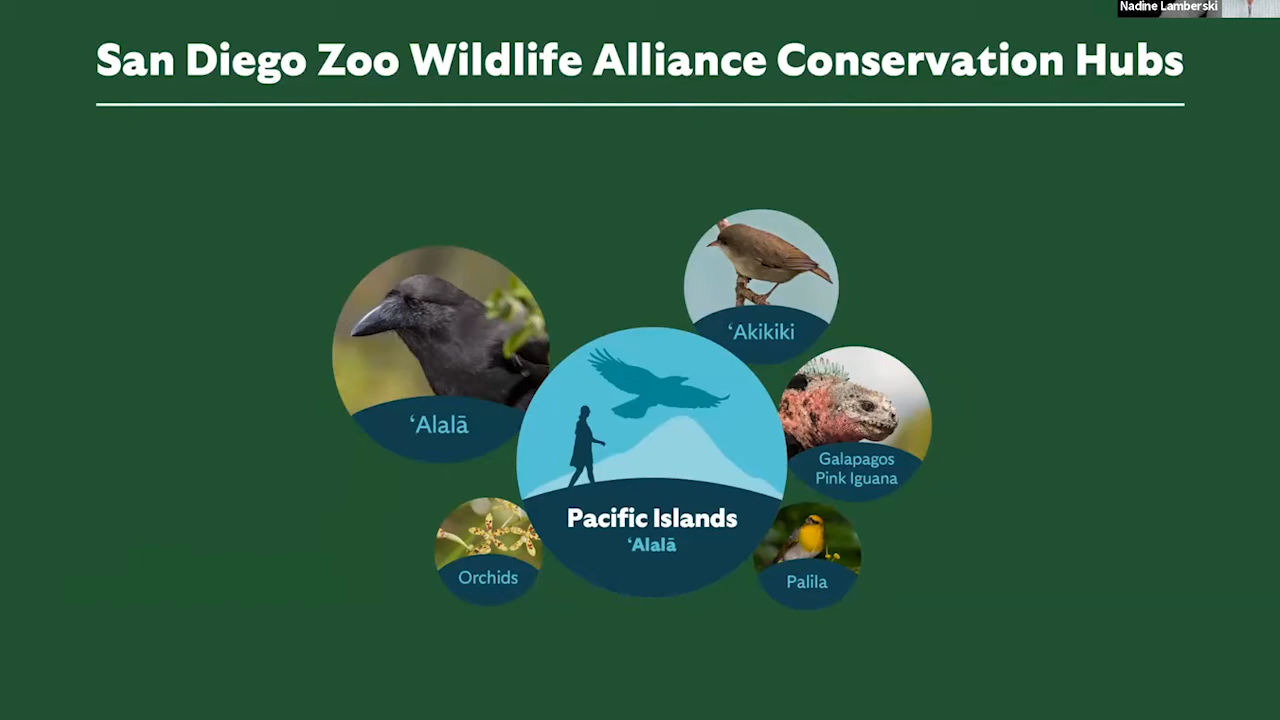 Nadine Lamberski
San Diego Zoo Wildlife Alliance Conservation Hubs
ʻAkikiki
ʻAlalā
Galapagos
Pink Iguana
Pacific Islands
ʻAlalā
Orchids
Palila